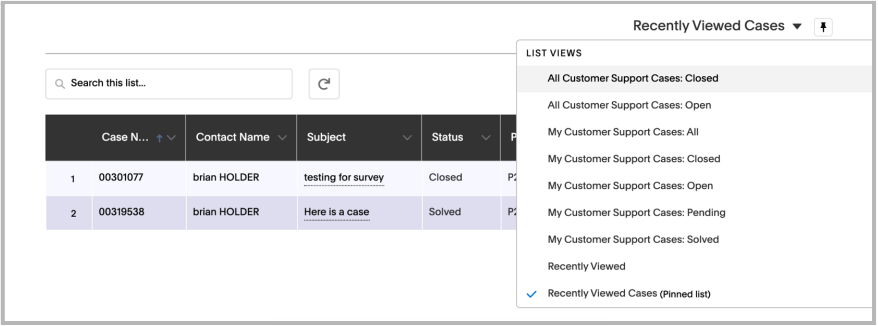 Recently Viewed Cases
LIST VIEWS
All Customer Support Cases: Closed
All Customer Support Cases: Open
My Customer Support Cases: All
My Customer Support Cases: Closed
My Customer Support Cases: Open
My Customer Support Cases: Pending
My Customer Support Cases: Solved
Recently Viewed
Recently Viewed Cases (Pinned list)
Search this list...
Case N... Contact Name Subject Status P
1 00301077 brian HOLDER testing for survey Closed P2
2 00319538 brian HOLDER Here is a case Solved P2